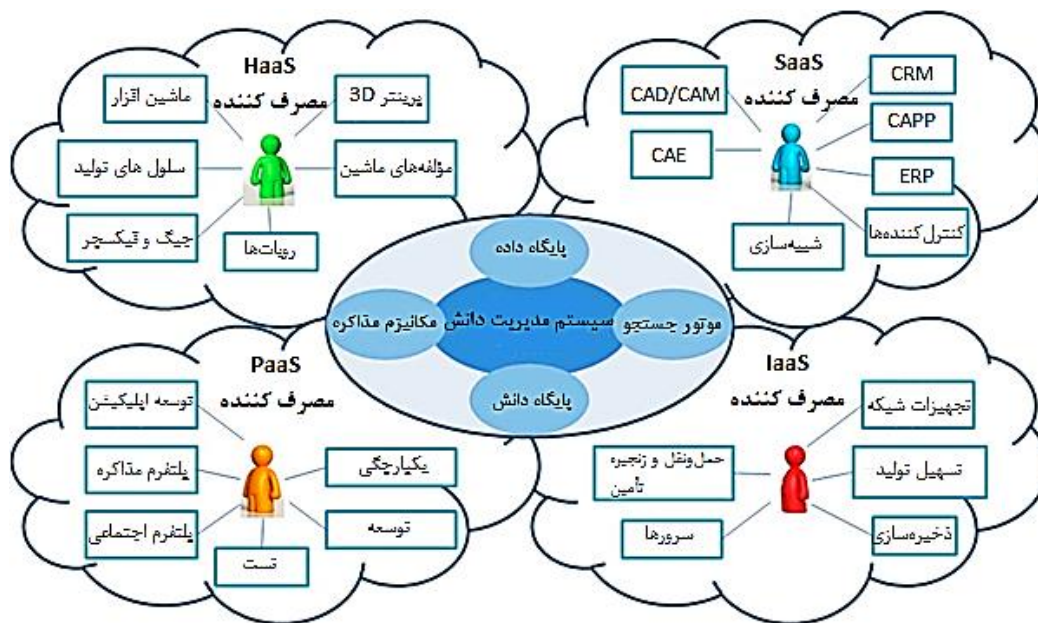 HaaS
مصرف کننده
ماشین افزار
پرینتر 3D
سلول های تولید
مؤلفه‌های ماشین
جیگ و فیکسچر
روبات‌ها
SaaS
مصرف کننده
CAD/CAM
CRM
CAE
CAPP
ERP
شبیه‌سازی
کنترل‌کننده‌ها
پایگاه داده
موتور جستجو
سیستم مدیریت دانش
مکانیزم مذاکره
پایگاه دانش
PaaS
مصرف کننده
توسعه اپلیکیشن
پلتفرم مذاکره
یکپارچگی
پلتفرم اجتماعی
توسعه
تست
IaaS
مصرف کننده
تجهیزات شبکه
حمل‌ونقل و زنجیره
تأمین
تسهیل تولید
سرورها
ذخیره‌سازی